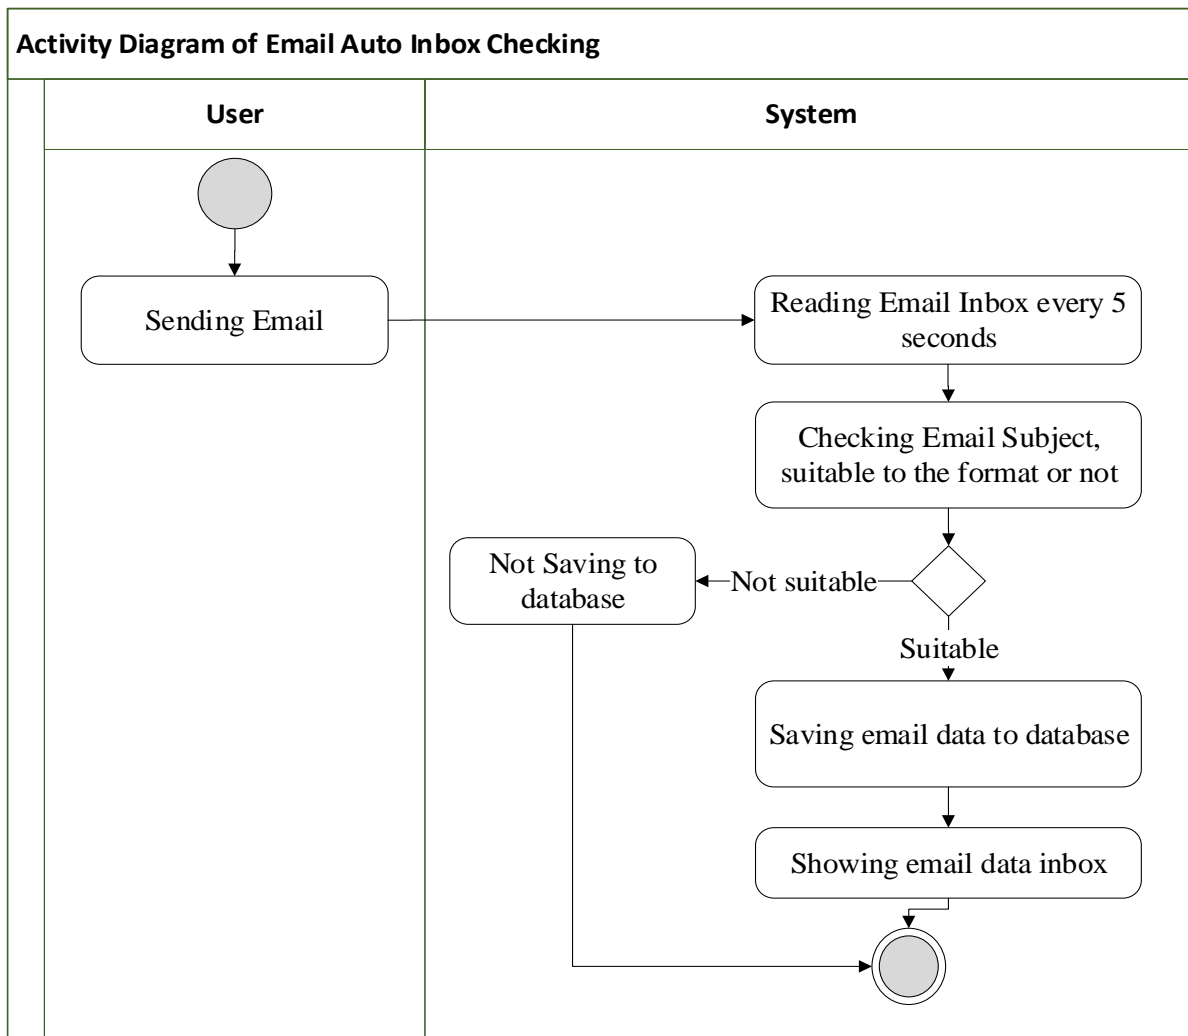 Activity Diagram of Email Auto Inbox Checking
User
System
Sending Email
Reading Email Inbox every 5
seconds
Checking Email Subject,
suitable to the format or not
Not Saving to
database
Not suitable
Suitable
Saving email data to database
Showing email data inbox